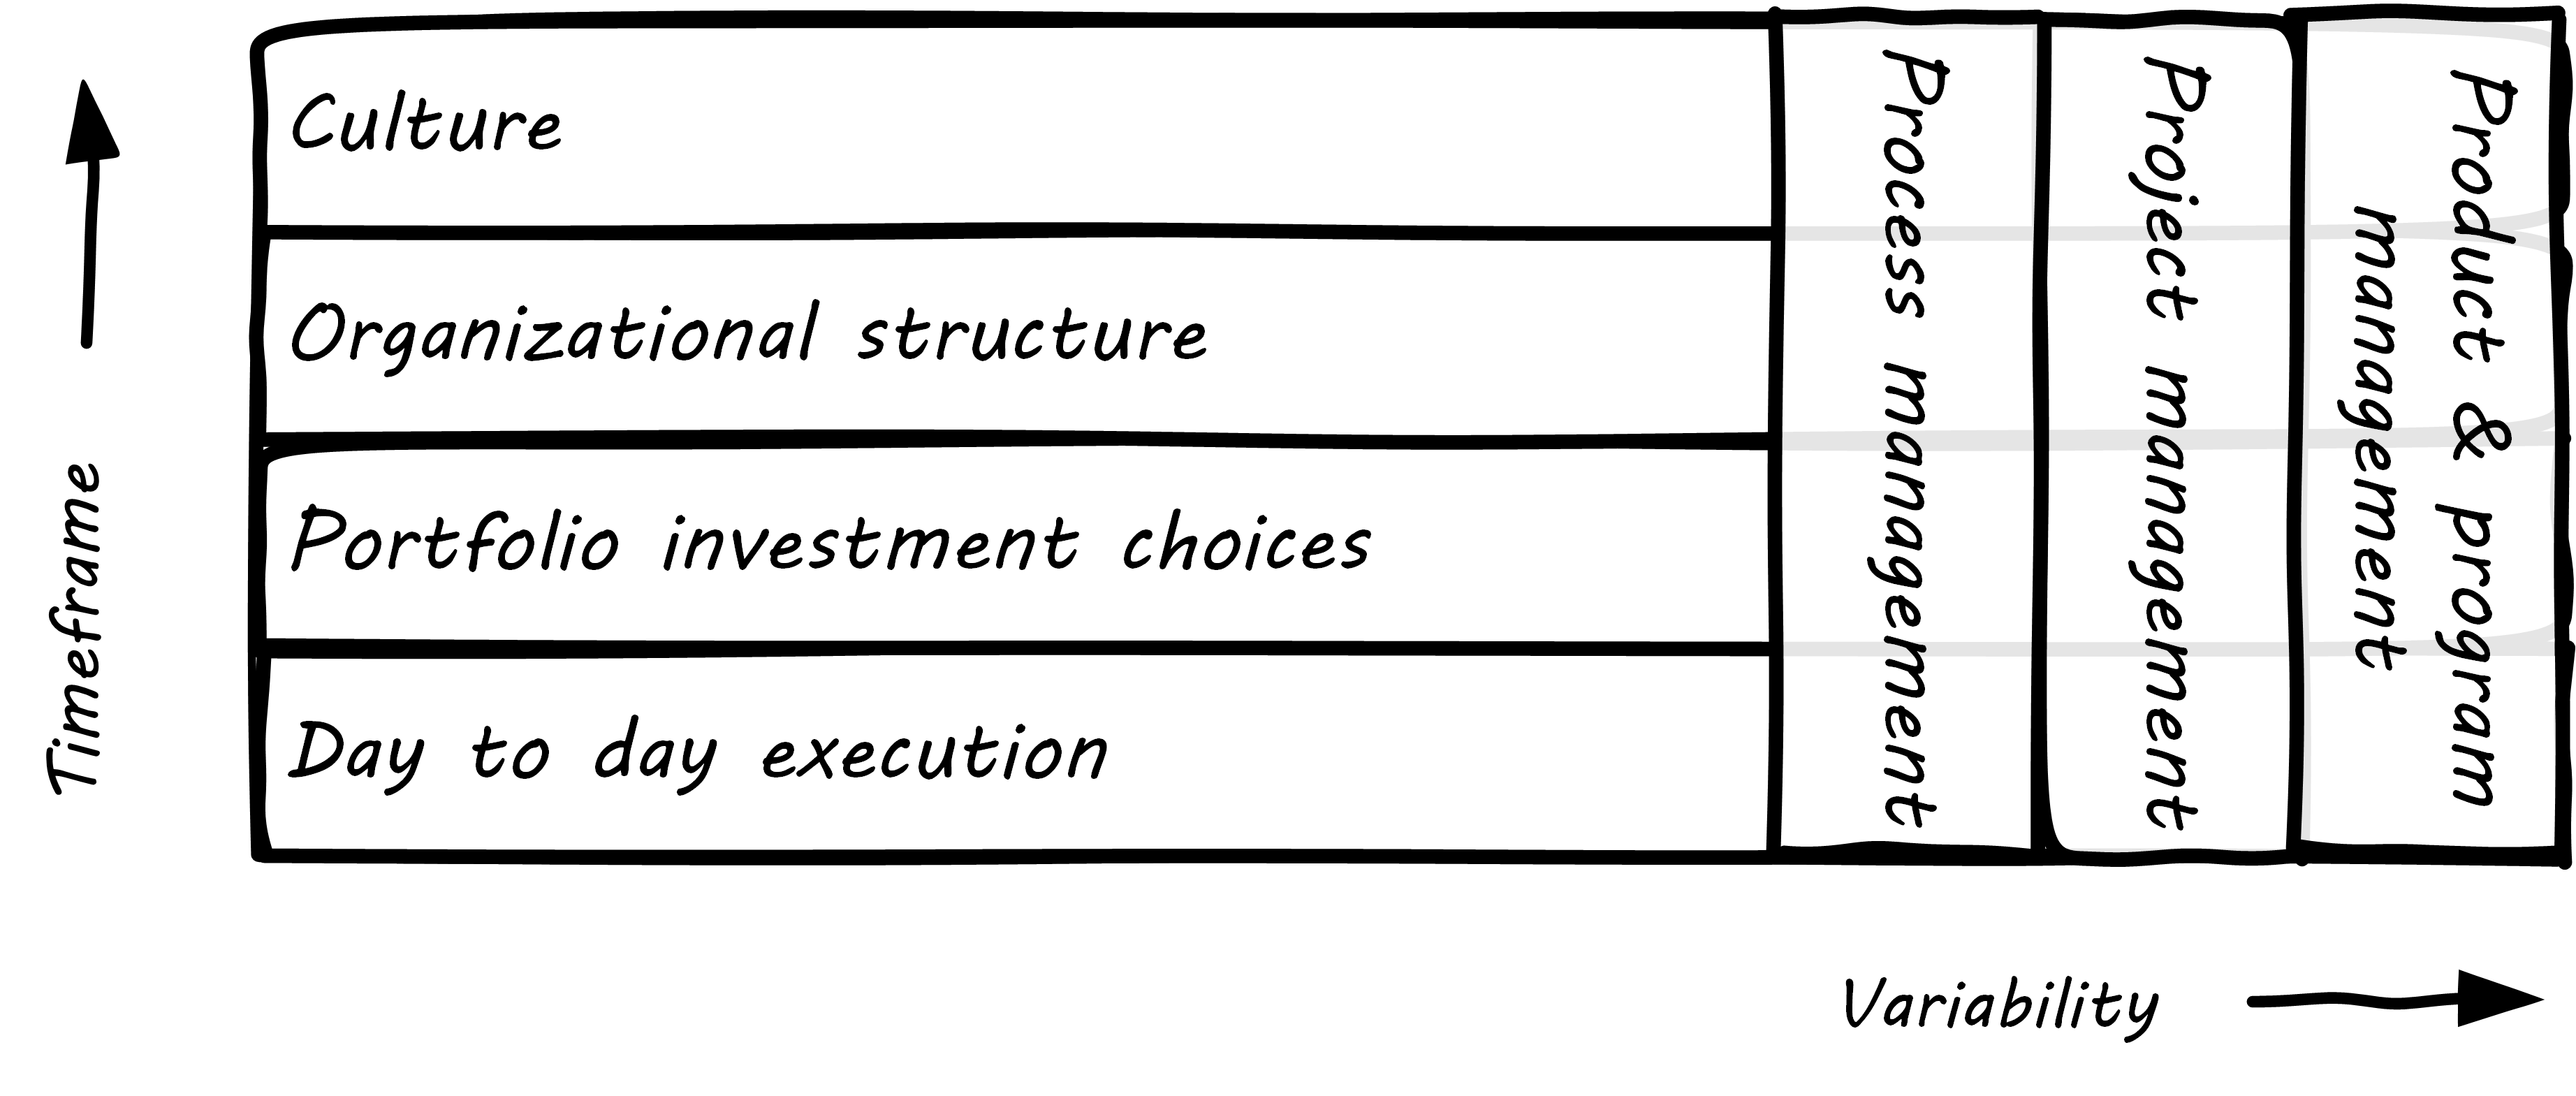 Culture
Organizational structure
Portfolio investment choices
Day to day execution
Process management
Project management
Product & program
management
Timeframe
Variability